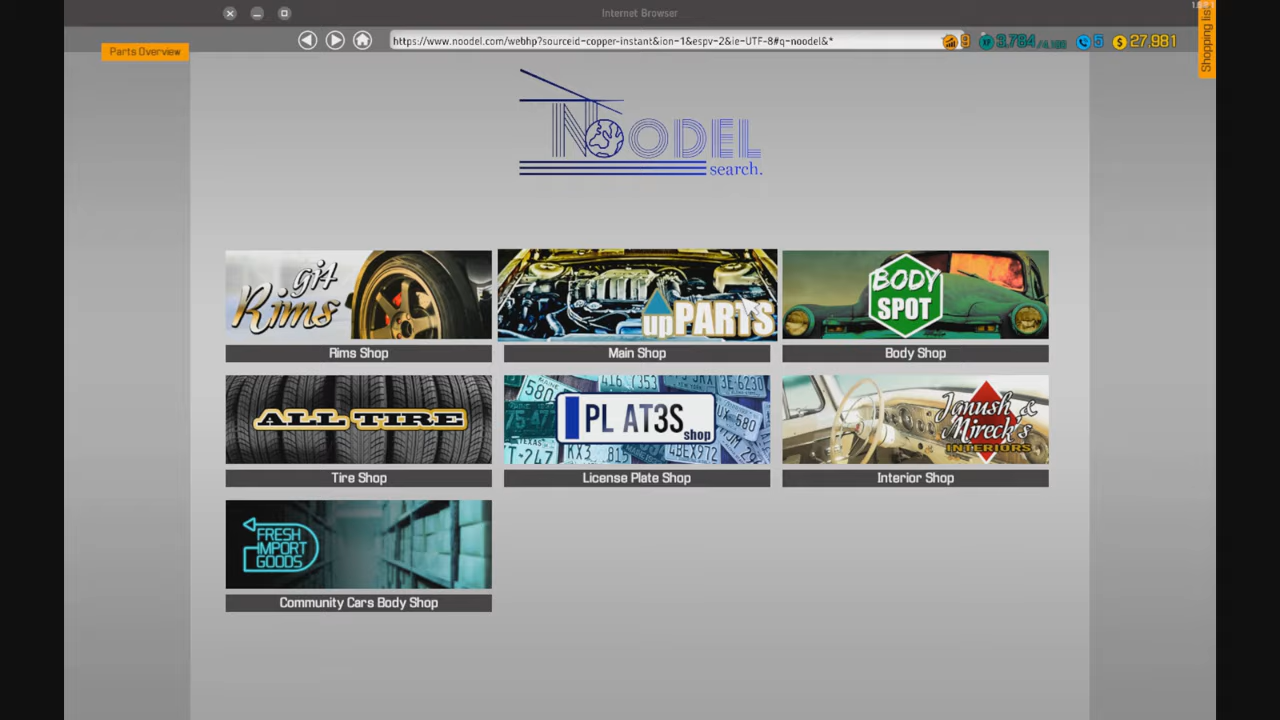 Internet Browser
Parts Overview
https://www.noodel.com/webhp?sourceid-copper-instant&ion-1&espv-2&ie-UTF-8#q-noodel&*
9
3,784
5
27,981
Shopping list
NOODEL
search.
git Rims
upPARTS
BODY SPOT
Rims Shop
Main Shop
Body Shop
ALL TIRE
PL AT3S
shop
Janush & Mireck's
INTERIORS
Tire Shop
License Plate Shop
Interior Shop
FRESH
IMPORT
GOODS
Community Cars Body Shop